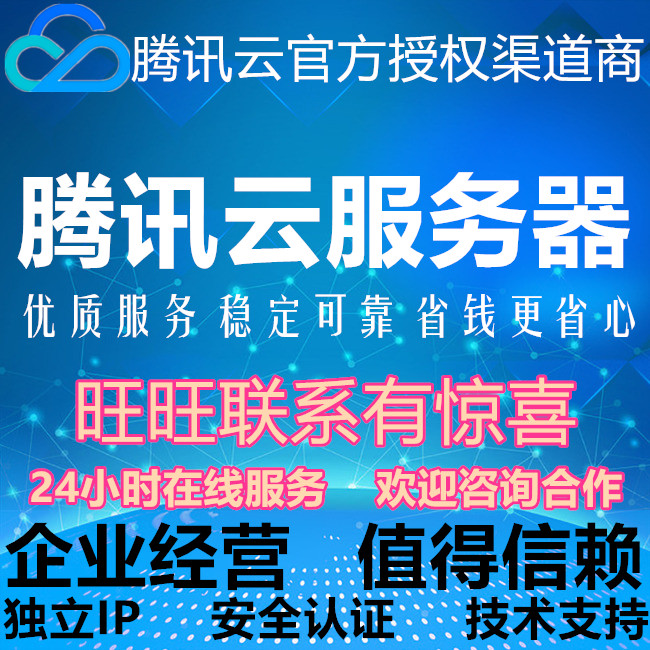 腾讯云官方授权渠道商
腾讯云服务器
优质服务 稳定可靠 省钱更省心
旺旺联系有惊喜
24小时在线服务 欢迎咨询合作
企业经营 值得信赖
独立IP 安全认证 技术支持